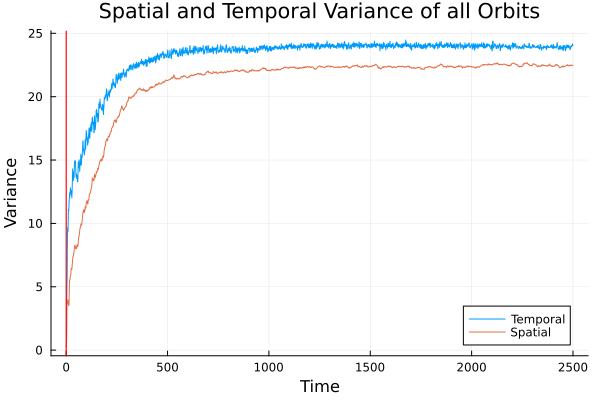 Spatial and Temporal Variance of all Orbits
Variance
25
20
15
10
5
0
0 500 1000 1500 2000 2500
Time
Temporal
Spatial